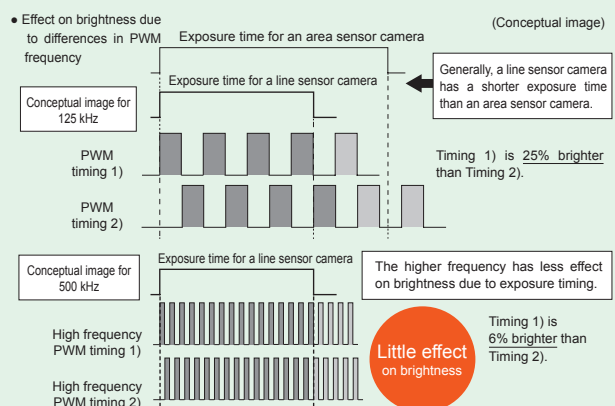 ● Effect on brightness due
to differences in PWM
frequency
(Conceptual image)
Exposure time for an area sensor camera
Generally, a line sensor camera
has a shorter exposure time
than an area sensor camera.
Exposure time for a line sensor camera
Conceptual image for
125 kHz
PWM
timing 1)
Timing 1) is 25% brighter
than Timing 2).
PWM
timing 2)
Exposure time for a line sensor camera
Conceptual image for
500 kHz
The higher frequency has less effect
on brightness due to exposure timing.
High frequency
PWM timing 1)
Little effect
on brightness
Timing 1) is
6% brighter than
Timing 2).
High frequency
PWM timing 2)